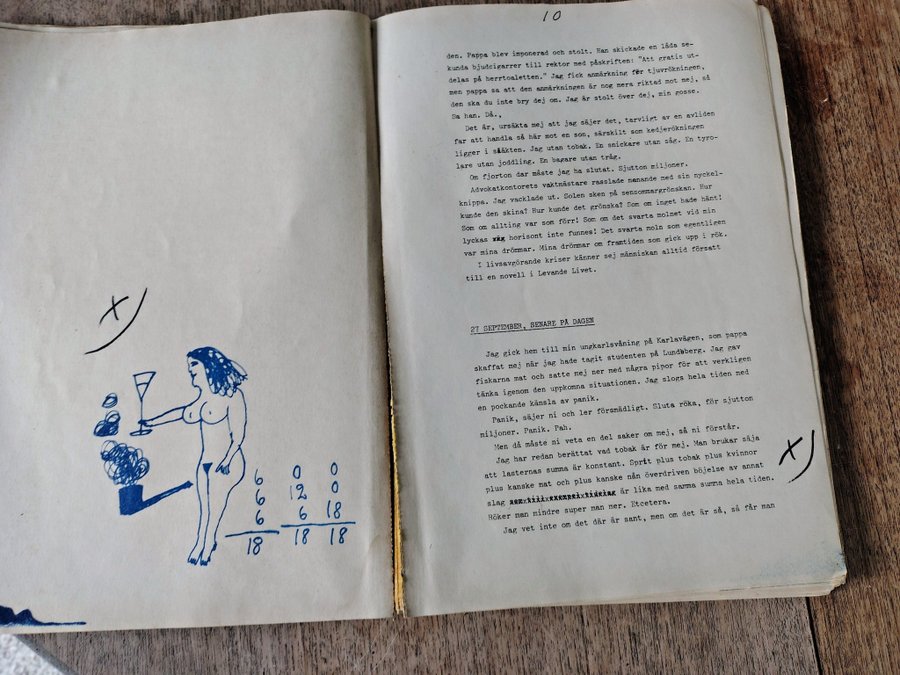 x)
6 0 0
6 12 0
6 6 18
18 18 18
10
den. Pappa blev imponerad och stolt. Han skickade en låda se-
kunda bjudcigarrer till rektor med påskriften: "Att gratis ut-
delas på herrtoaletten." Jag fick anmärkning för tjuvrökningen,
men pappa sa att den anmärkningen är nog mera riktad mot mej, så
den ska du inte bry dej om. Jag är stolt över dej, min gosse.
Sa han. Då.,
Det är, ursäkta mej att jag säjer det, tarvligt av en avliden
far att handla så här mot en son, särskilt som kedjerökningen
ligger i släkten. Jag utan tobak. En snickare utan såg. En tyro-
lare utan joddling. En bagare utan tråg.
Om fjorton dar måste jag ha slutat. Sjutton miljoner.
Advokatkontorets vaktmästare rasslade manande med sin nyckel-
knippa. Jag vacklade ut. Solen sken på sensommargrönskan. Hur
kunde den skina? Hur kunde det grönska? Som om inget hade hänt!
Som om allting var som förr! Som om det svarta molnet vid min
lyckas horisont inte funnes! Det svarta moln som egentligen
var mina drömmar. Mina drömmar om framtiden som gick upp i rök.
I livsavgörande kriser känner sej människan alltid försatt
till en novell i Levande Livet.
27 SEPTEMBER, SENARE PÅ DAGEN
Jag gick hem till min ungkarlsvåning på Karlavägen, som pappa
skaffat mej när jag hade tagit studenten på Lundsberg. Jag gav
fiskarna mat och satte mej ner med några pipor för att verkligen
tänka igenom den uppkomna situationen. Jag slogs hela tiden med
en pockande känsla av panik.
Panik, säjer ni och ler försmädligt. Sluta röka, för sjutton
miljoner. Panik. Pah.
Men då måste ni veta en del saker om mej, så ni förstår.
Jag har redan berättat vad tobak är för mej. Man brukar säja
att lasternas summa är konstant. Sprit plus tobak plus kvinnor
plus kanske mat och plus kanske nån överdriven böjelse av annat
slag är lika med samma summa hela tiden.
Röker man mindre super man mer. Etcetera.
Jag vet inte om det där är sant, men om det är så, så får man
x)